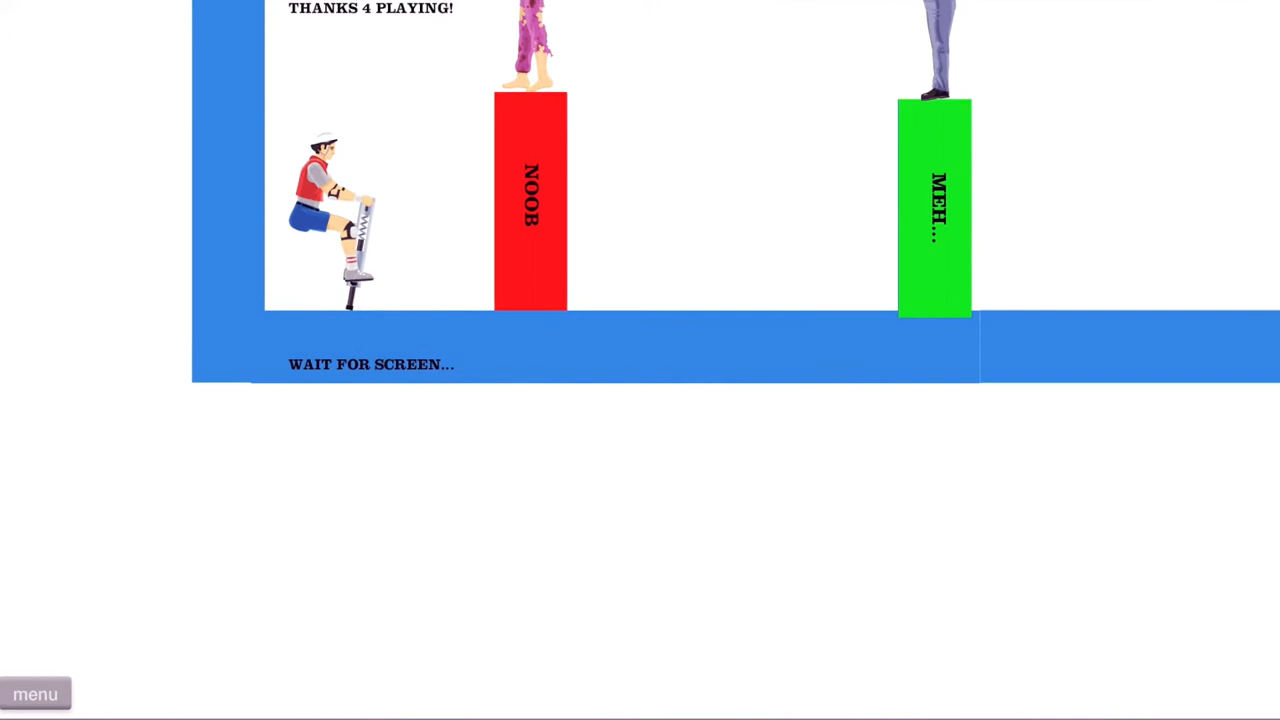 THANKS 4 PLAYING!
NOOB
MEH...
WAIT FOR SCREEN...
menu